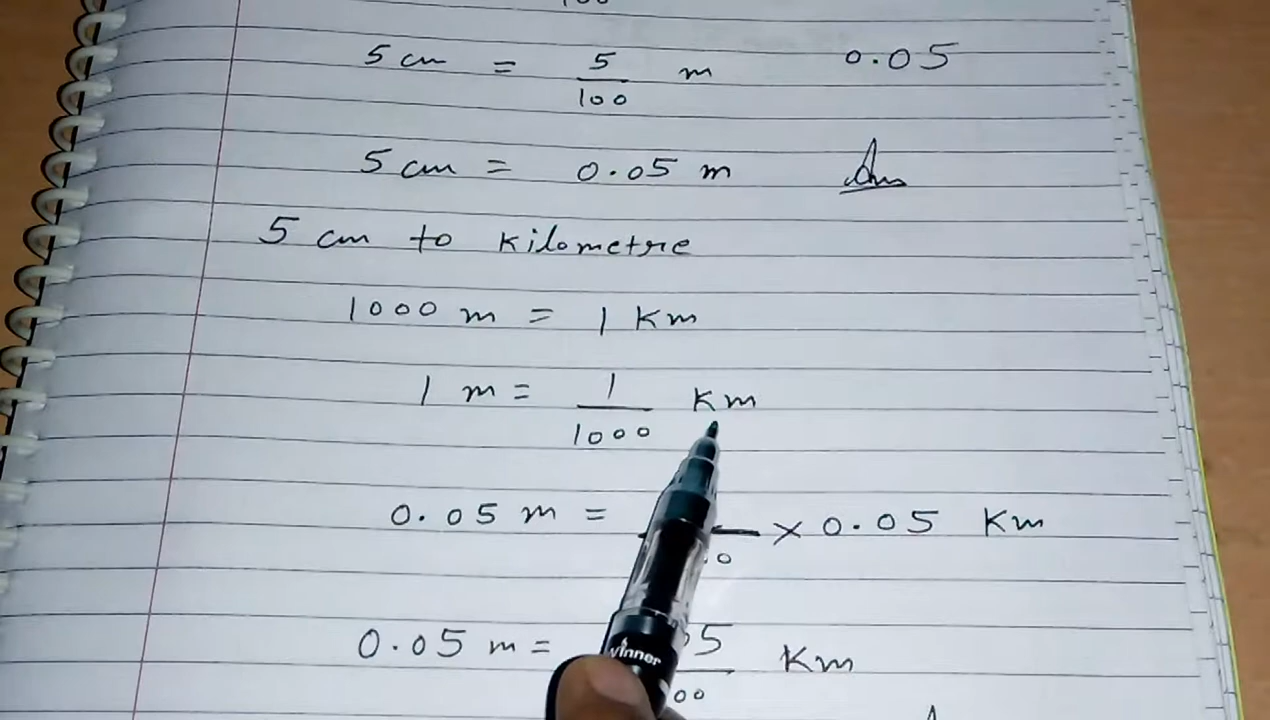 5 cm = 5/100 m 0.05
5 cm = 0.05 m Ans
5 cm to kilometre
1000 m = 1 Km
1 m = 1/1000 Km
0.05 m = × 0.05 Km
0.05 m = Km
Winner